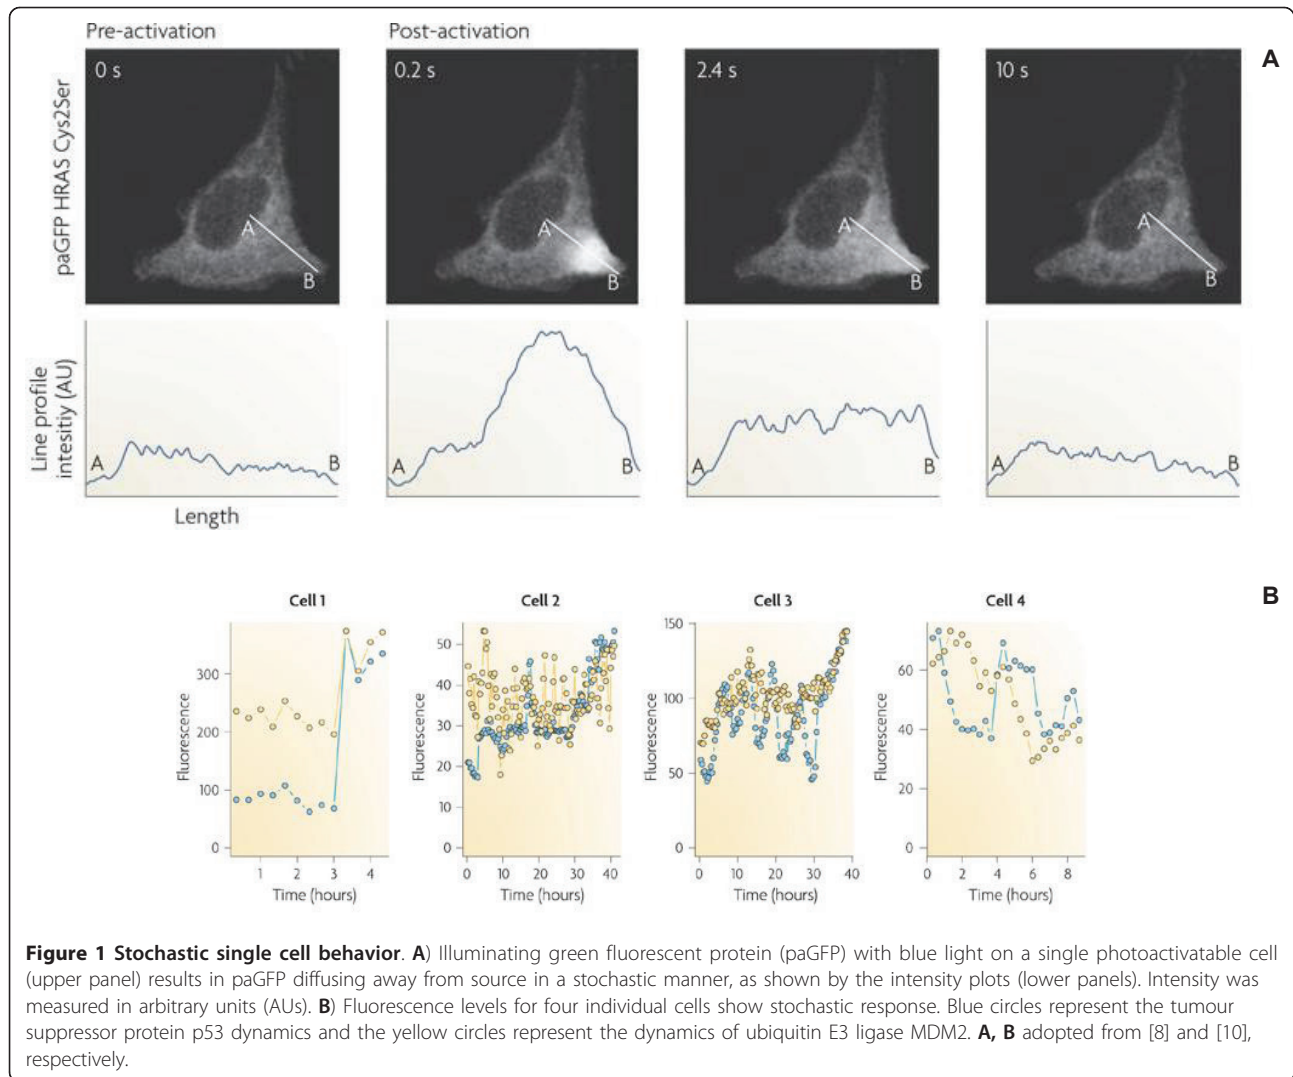 Pre-activation
Post-activation
A
paGFP HRAS Cys2Ser
0 s
A
B
0.2 s
A
B
2.4 s
A
B
10 s
A
B
Line profile
intesitiy (AU)
A
B
A
B
A
B
A
B
Length
B
Cell 1
Fluorescence
300
200
100
0
1 2 3 4
Time (hours)
Cell 2
Fluorescence
50
40
30
20
10
0
0 10 20 30 40
Time (hours)
Cell 3
Fluorescence
150
100
50
0
0 10 20 30 40
Time (hours)
Cell 4
Fluorescence
60
40
20
0
0 2 4 6 8
Time (hours)
Figure 1 Stochastic single cell behavior. A) Illuminating green fluorescent protein (paGFP) with blue light on a single photoactivatable cell
(upper panel) results in paGFP diffusing away from source in a stochastic manner, as shown by the intensity plots (lower panels). Intensity was
measured in arbitrary units (AUs). B) Fluorescence levels for four individual cells show stochastic response. Blue circles represent the tumour
suppressor protein p53 dynamics and the yellow circles represent the dynamics of ubiquitin E3 ligase MDM2. A, B adopted from [8] and [10],
respectively.